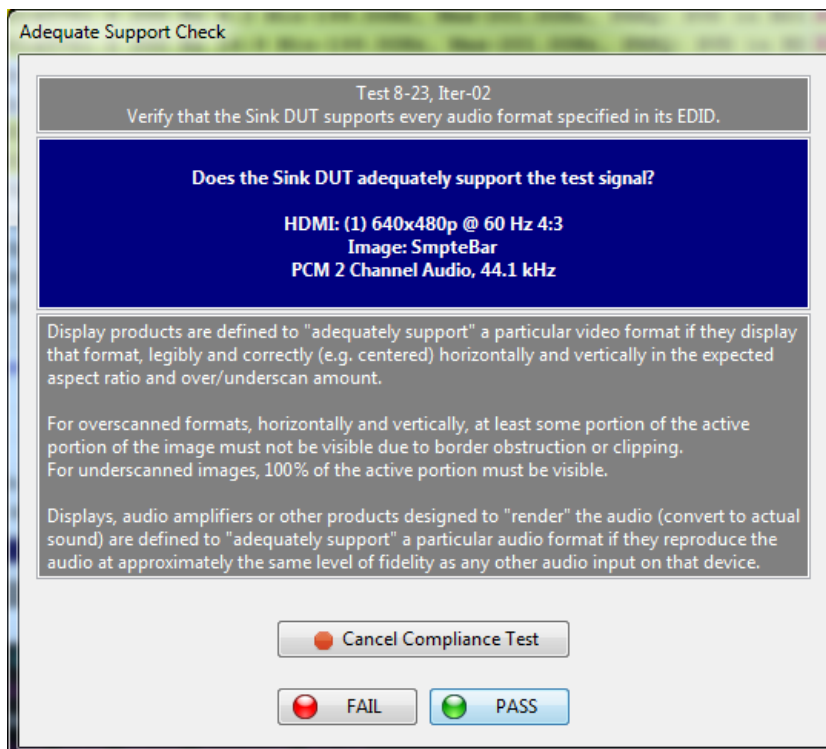 Adequate Support Check
Test 8-23, Iter-02
Verify that the Sink DUT supports every audio format specified in its EDID.
Does the Sink DUT adequately support the test signal?
HDMI: (1) 640x480p @ 60 Hz 4:3
Image: SmpteBar
PCM 2 Channel Audio, 44.1 kHz
Display products are defined to "adequately support" a particular video format if they display
that format, legibly and correctly (e.g. centered) horizontally and vertically in the expected
aspect ratio and over/underscan amount.
For overscanned formats, horizontally and vertically, at least some portion of the active
portion of the image must not be visible due to border obstruction or clipping.
For underscanned images, 100% of the active portion must be visible.
Displays, audio amplifiers or other products designed to "render" the audio (convert to actual
sound) are defined to "adequately support" a particular audio format if they reproduce the
audio at approximately the same level of fidelity as any other audio input on that device.
Cancel Compliance Test
FAIL
PASS